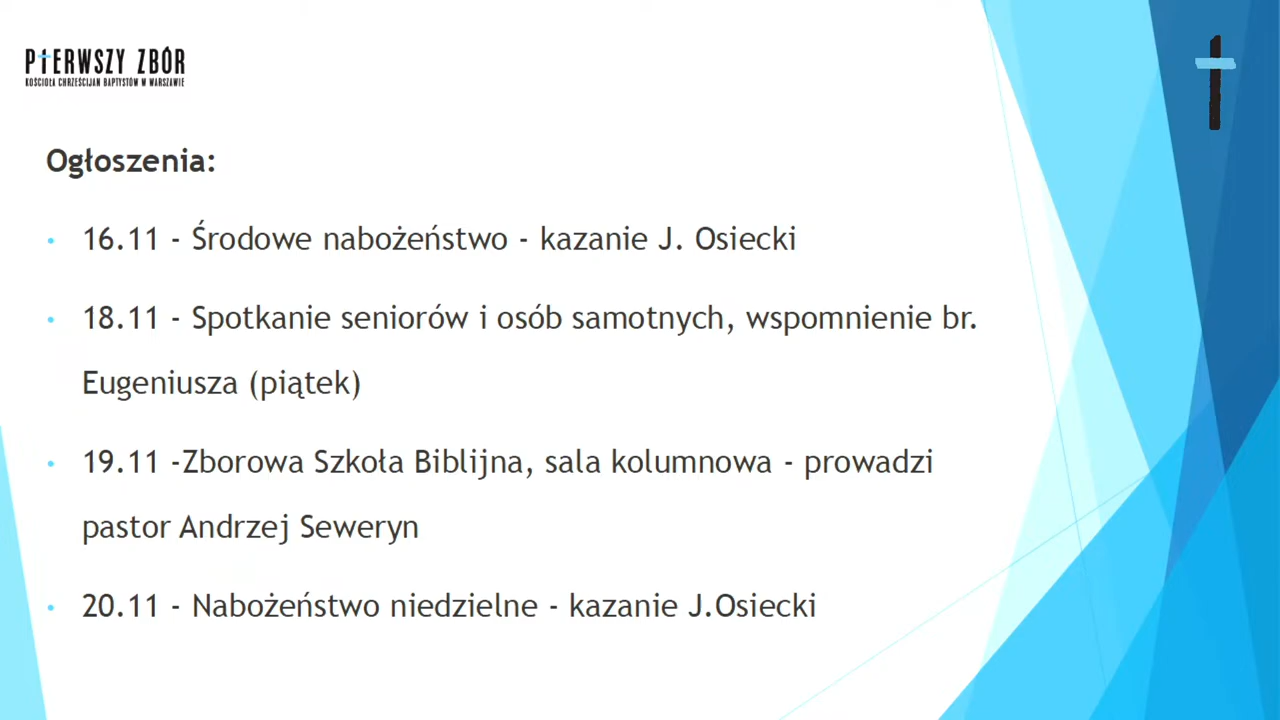 PIERWSZY ZBÓR
KOŚCIOŁA CHRZEŚCIJAN BAPTYSTÓW W WARSZAWIE
Ogłoszenia:
• 16.11 - Środowe nabożeństwo - kazanie J. Osiecki
• 18.11 - Spotkanie seniorów i osób samotnych, wspomnienie br.
Eugeniusza (piątek)
• 19.11 -Zborowa Szkoła Biblijna, sala kolumnowa - prowadzi
pastor Andrzej Seweryn
• 20.11 - Nabożeństwo niedzielne - kazanie J.Osiecki